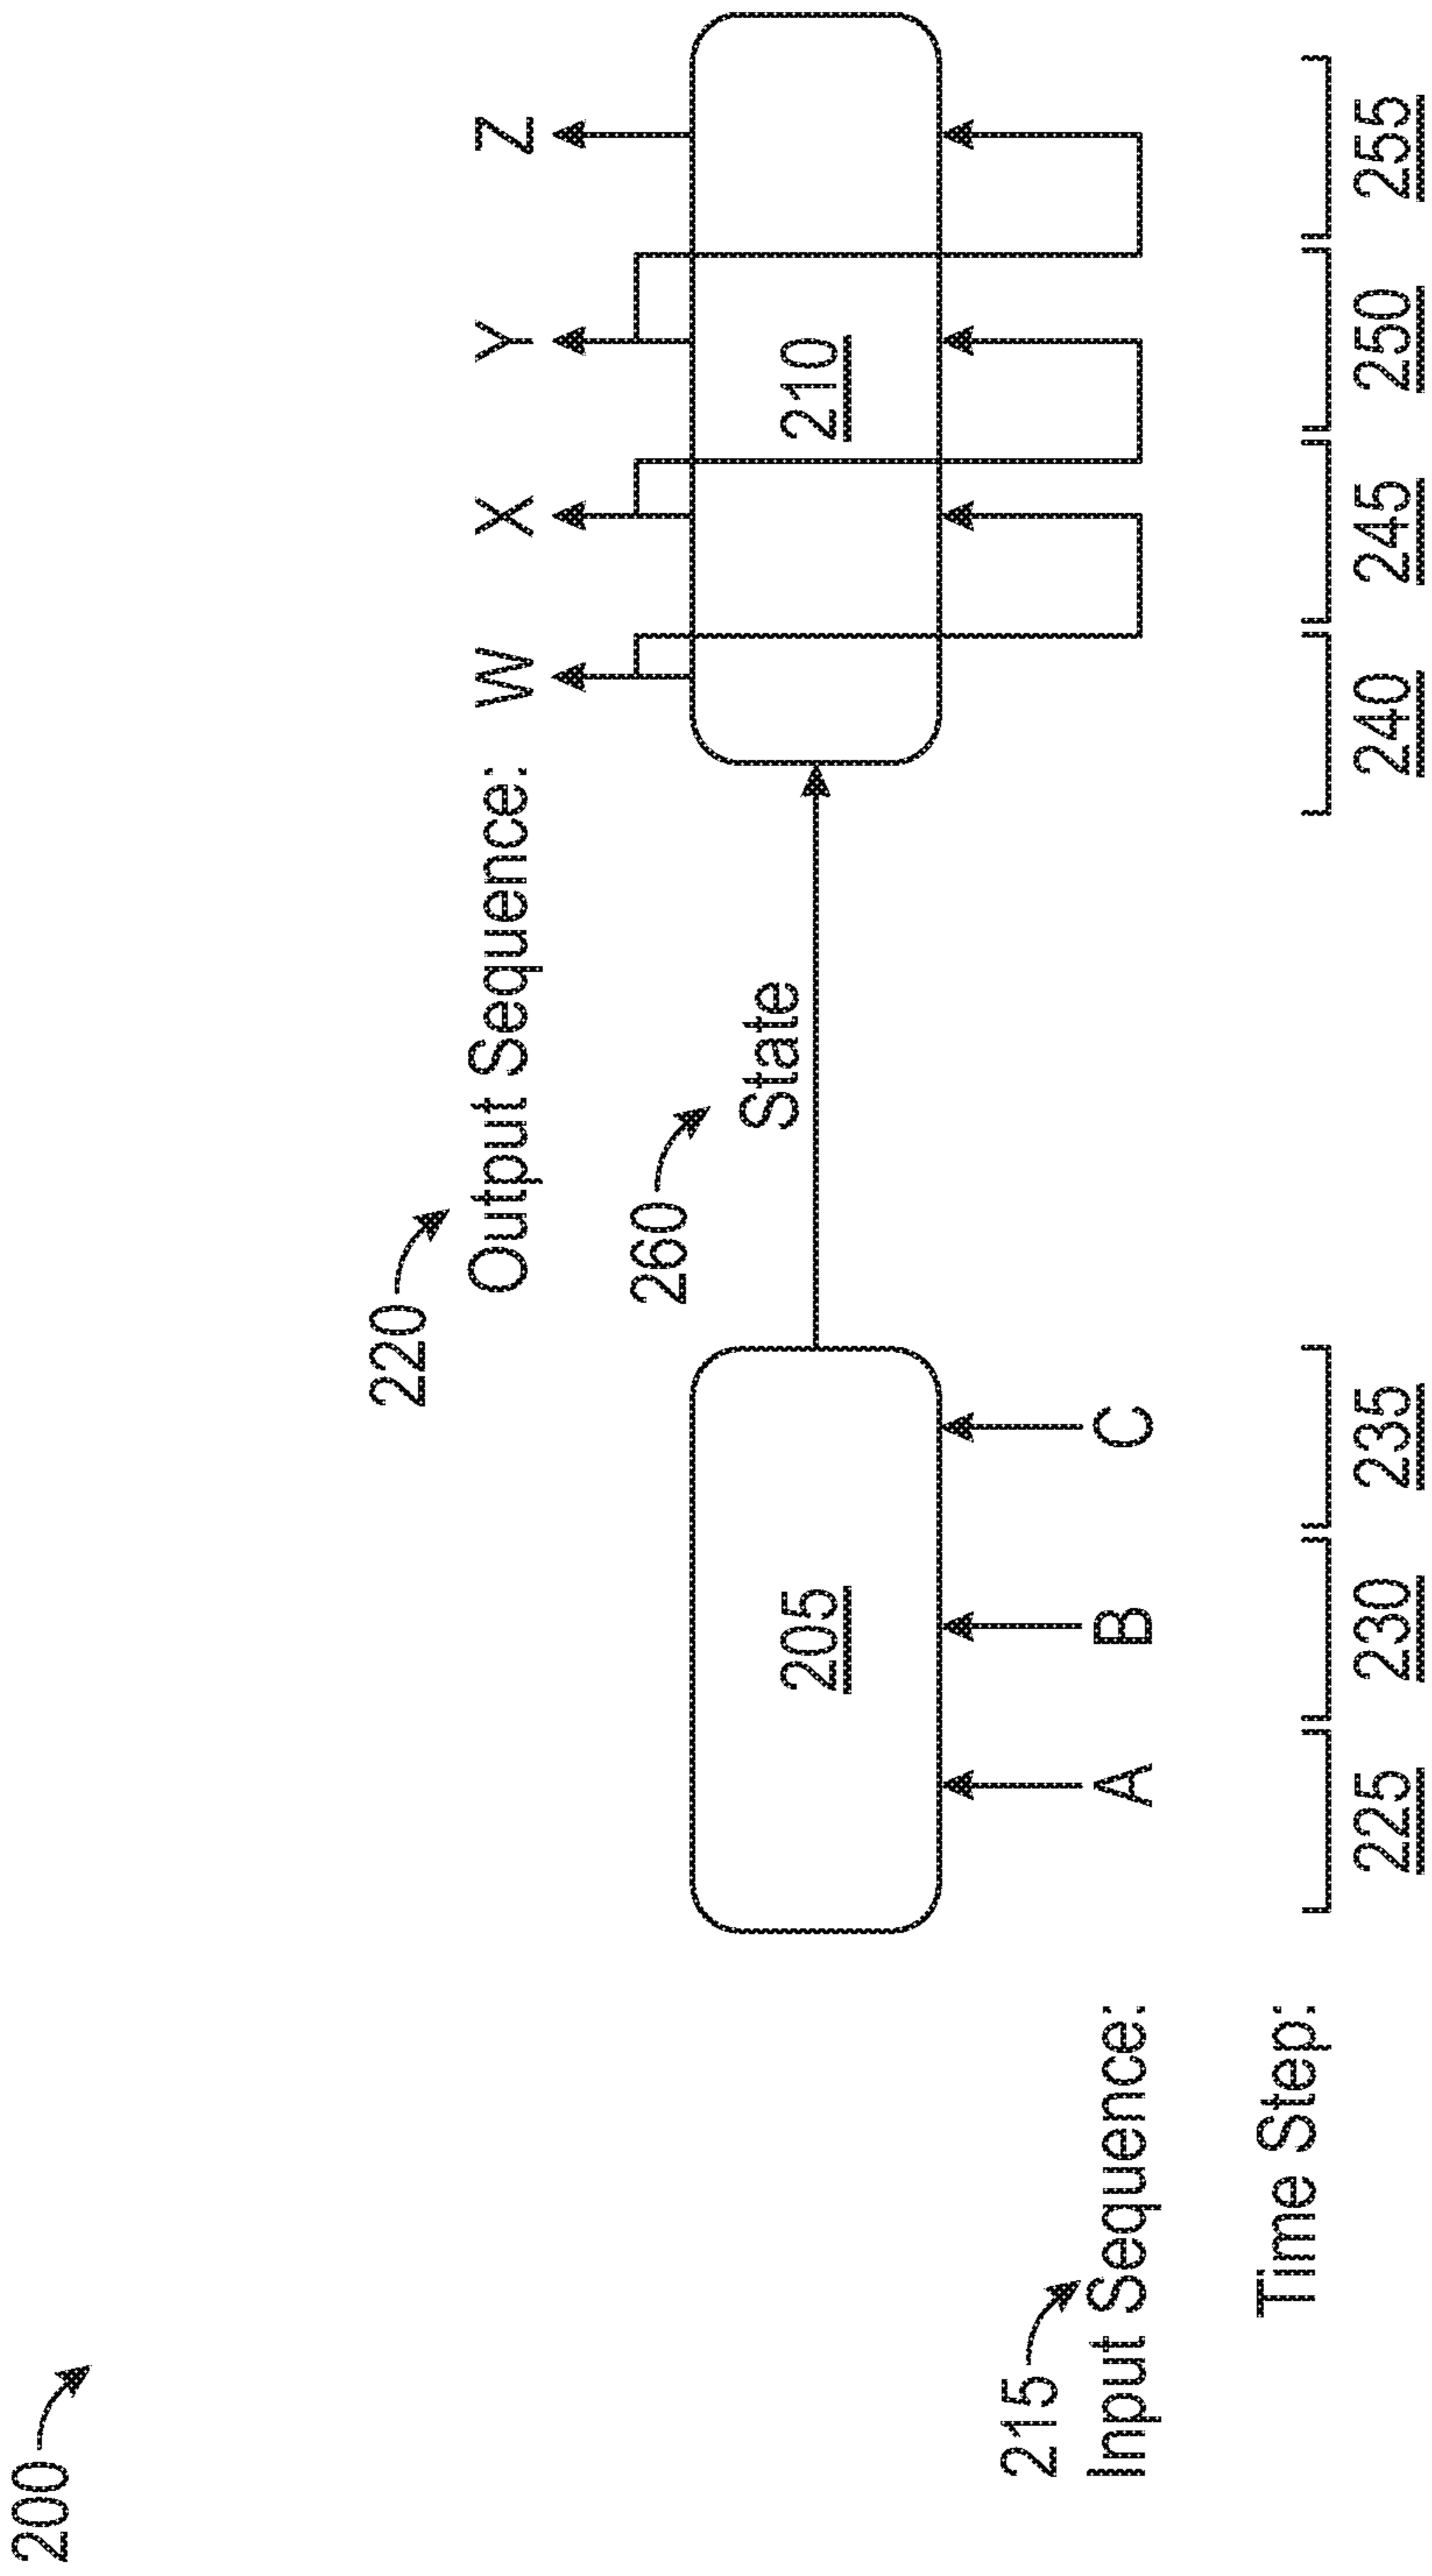 200
220
Output Sequence: W X Y Z
260
State
205 210
215
Input Sequence: A B C
Time Step:
225 230 235 240 245 250 255